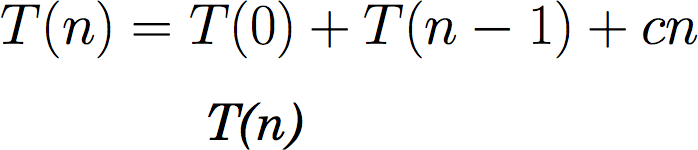 T(n) = T(0) + T(n − 1) + cn
T(n)